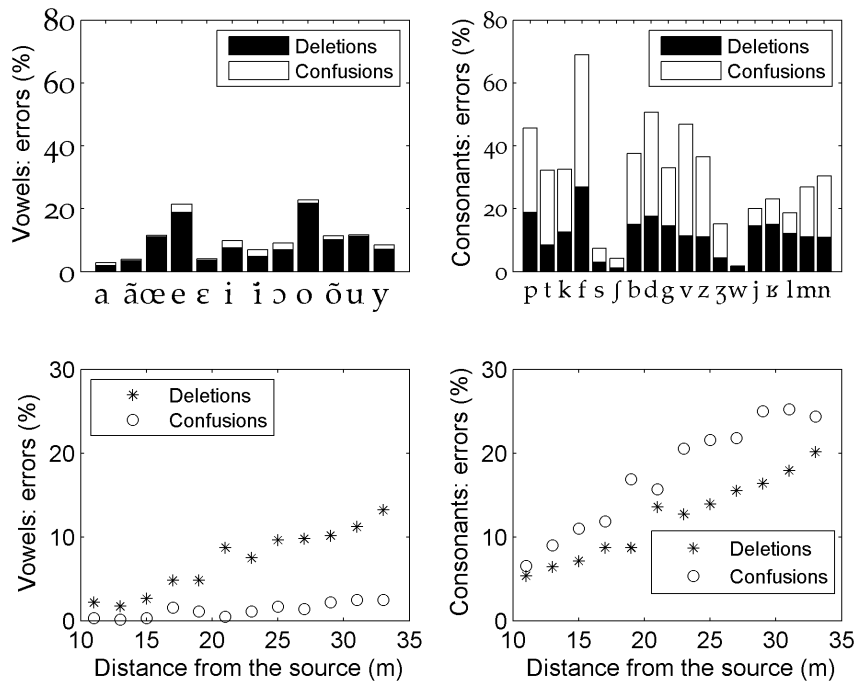 Vowels: errors (%)
80
60
40
20
0
Deletions
Confusions
a ã œ e ɛ i i̇ ɔ o õ u y
Consonants: errors (%)
80
60
40
20
0
Deletions
Confusions
p t k f s ʃ b d g v z ʒ w j ʁ l m n
Vowels: errors (%)
30
20
10
0
Deletions
Confusions
10 15 20 25 30 35
Distance from the source (m)
Consonants: errors (%)
30
20
10
0
Deletions
Confusions
10 15 20 25 30 35
Distance from the source (m)